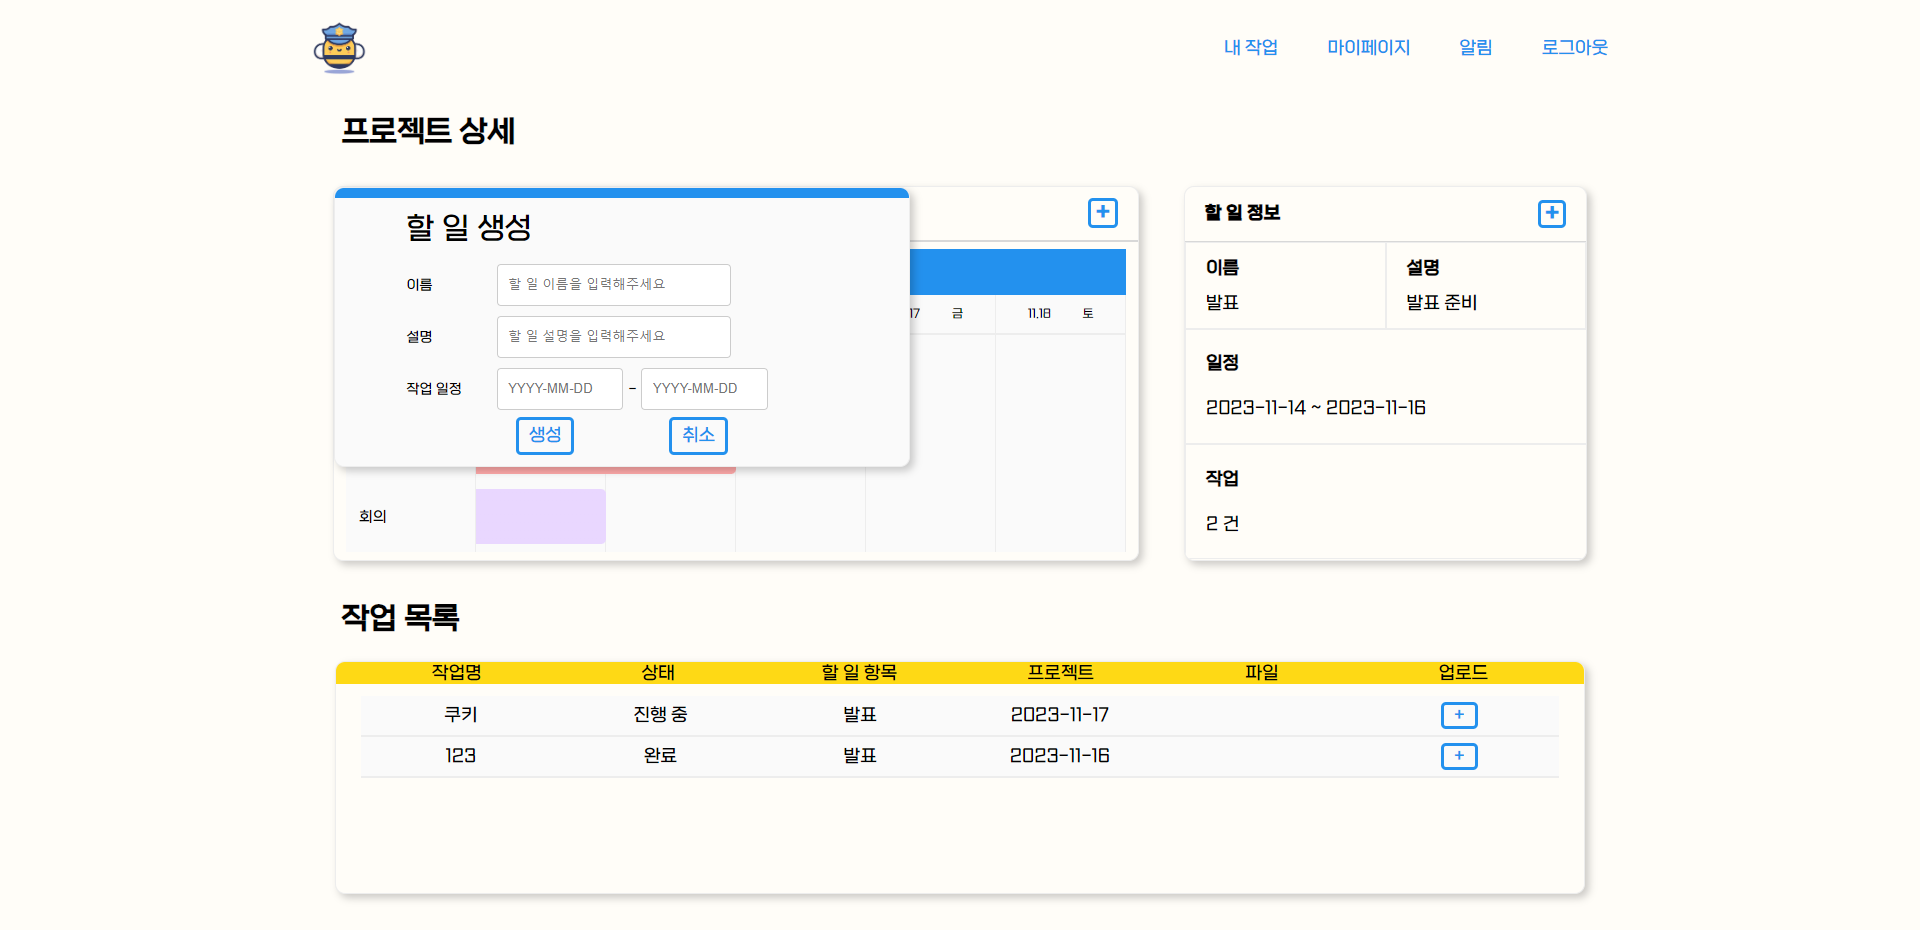 내 작업 마이페이지 알림 로그아웃
프로젝트 상세
할 일 생성
이름 할 일 이름을 입력해주세요
설명 할 일 설명을 입력해주세요
작업 일정 YYYY-MM-DD - YYYY-MM-DD
생성 취소
+
17 금 11.18 토
회의
할 일 정보 +
이름 설명
발표 발표 준비
일정
2023-11-14 ~ 2023-11-16
작업
2 건
작업 목록
작업명 상태 할 일 항목 프로젝트 파일 업로드
쿠키 진행 중 발표 2023-11-17 +
123 완료 발표 2023-11-16 +